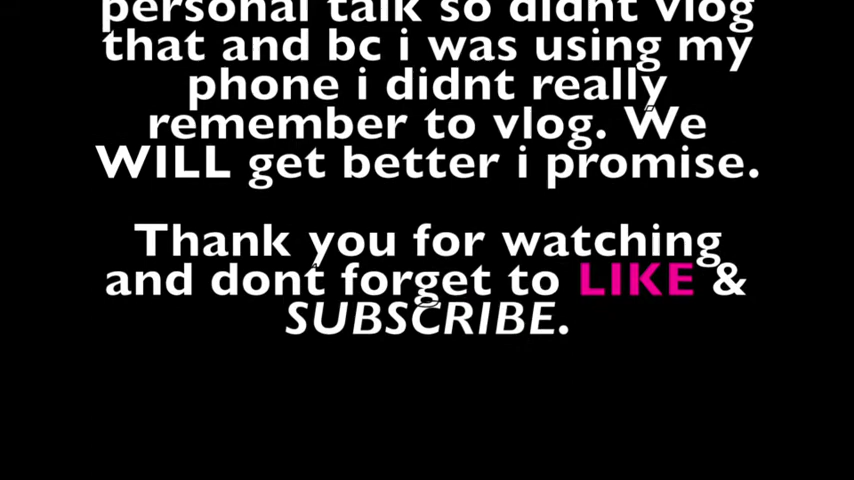 personal talk so didnt vlog
that and bc i was using my
phone i didnt really
remember to vlog. We
WILL get better i promise.
Thank you for watching
and dont forget to LIKE &
SUBSCRIBE.